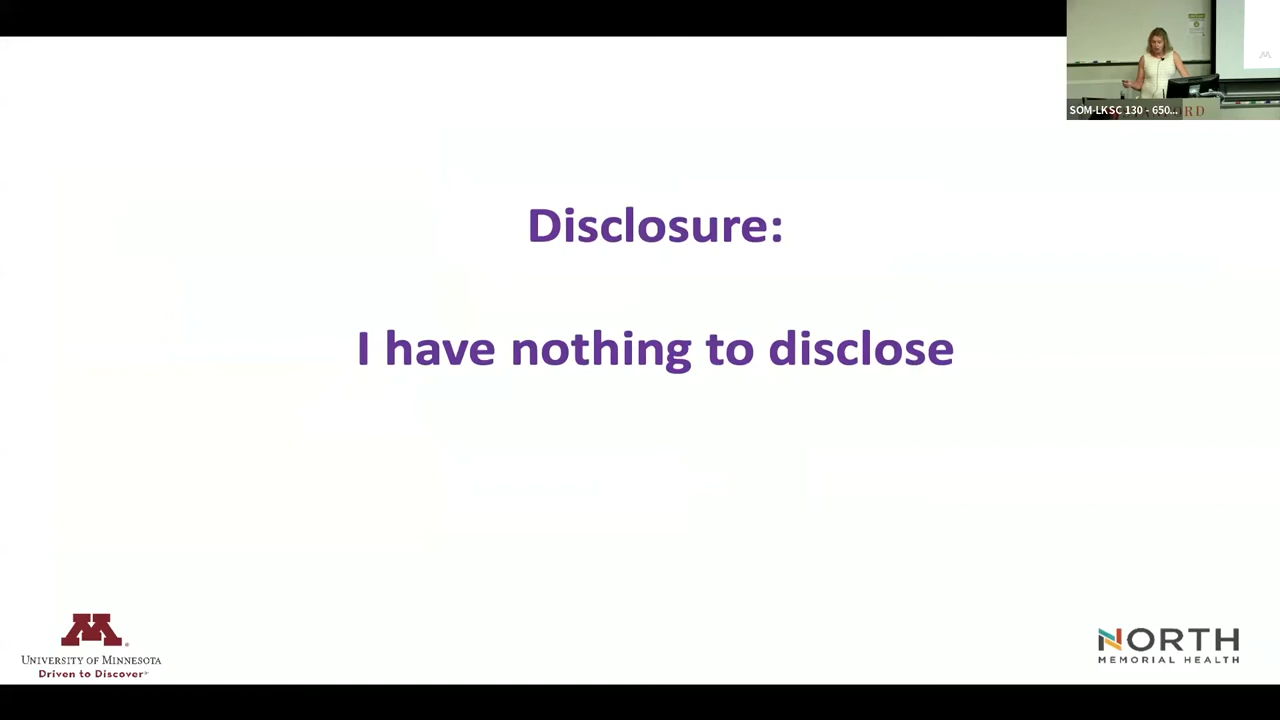 SOM-LKSC 130 - 650...
Disclosure:
I have nothing to disclose
M
UNIVERSITY OF MINNESOTA
Driven to Discover
NORTH
MEMORIAL HEALTH